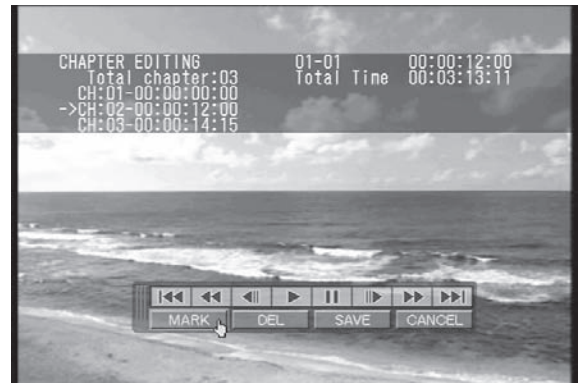 CHAPTER EDITING 01-01 00:00:12:00
Total chapter:03 Total Time 00:03:13:11
CH:01-00:00:00:00
->CH:02-00:00:12:00
CH:03-00:00:14:15
MARK DEL SAVE CANCEL